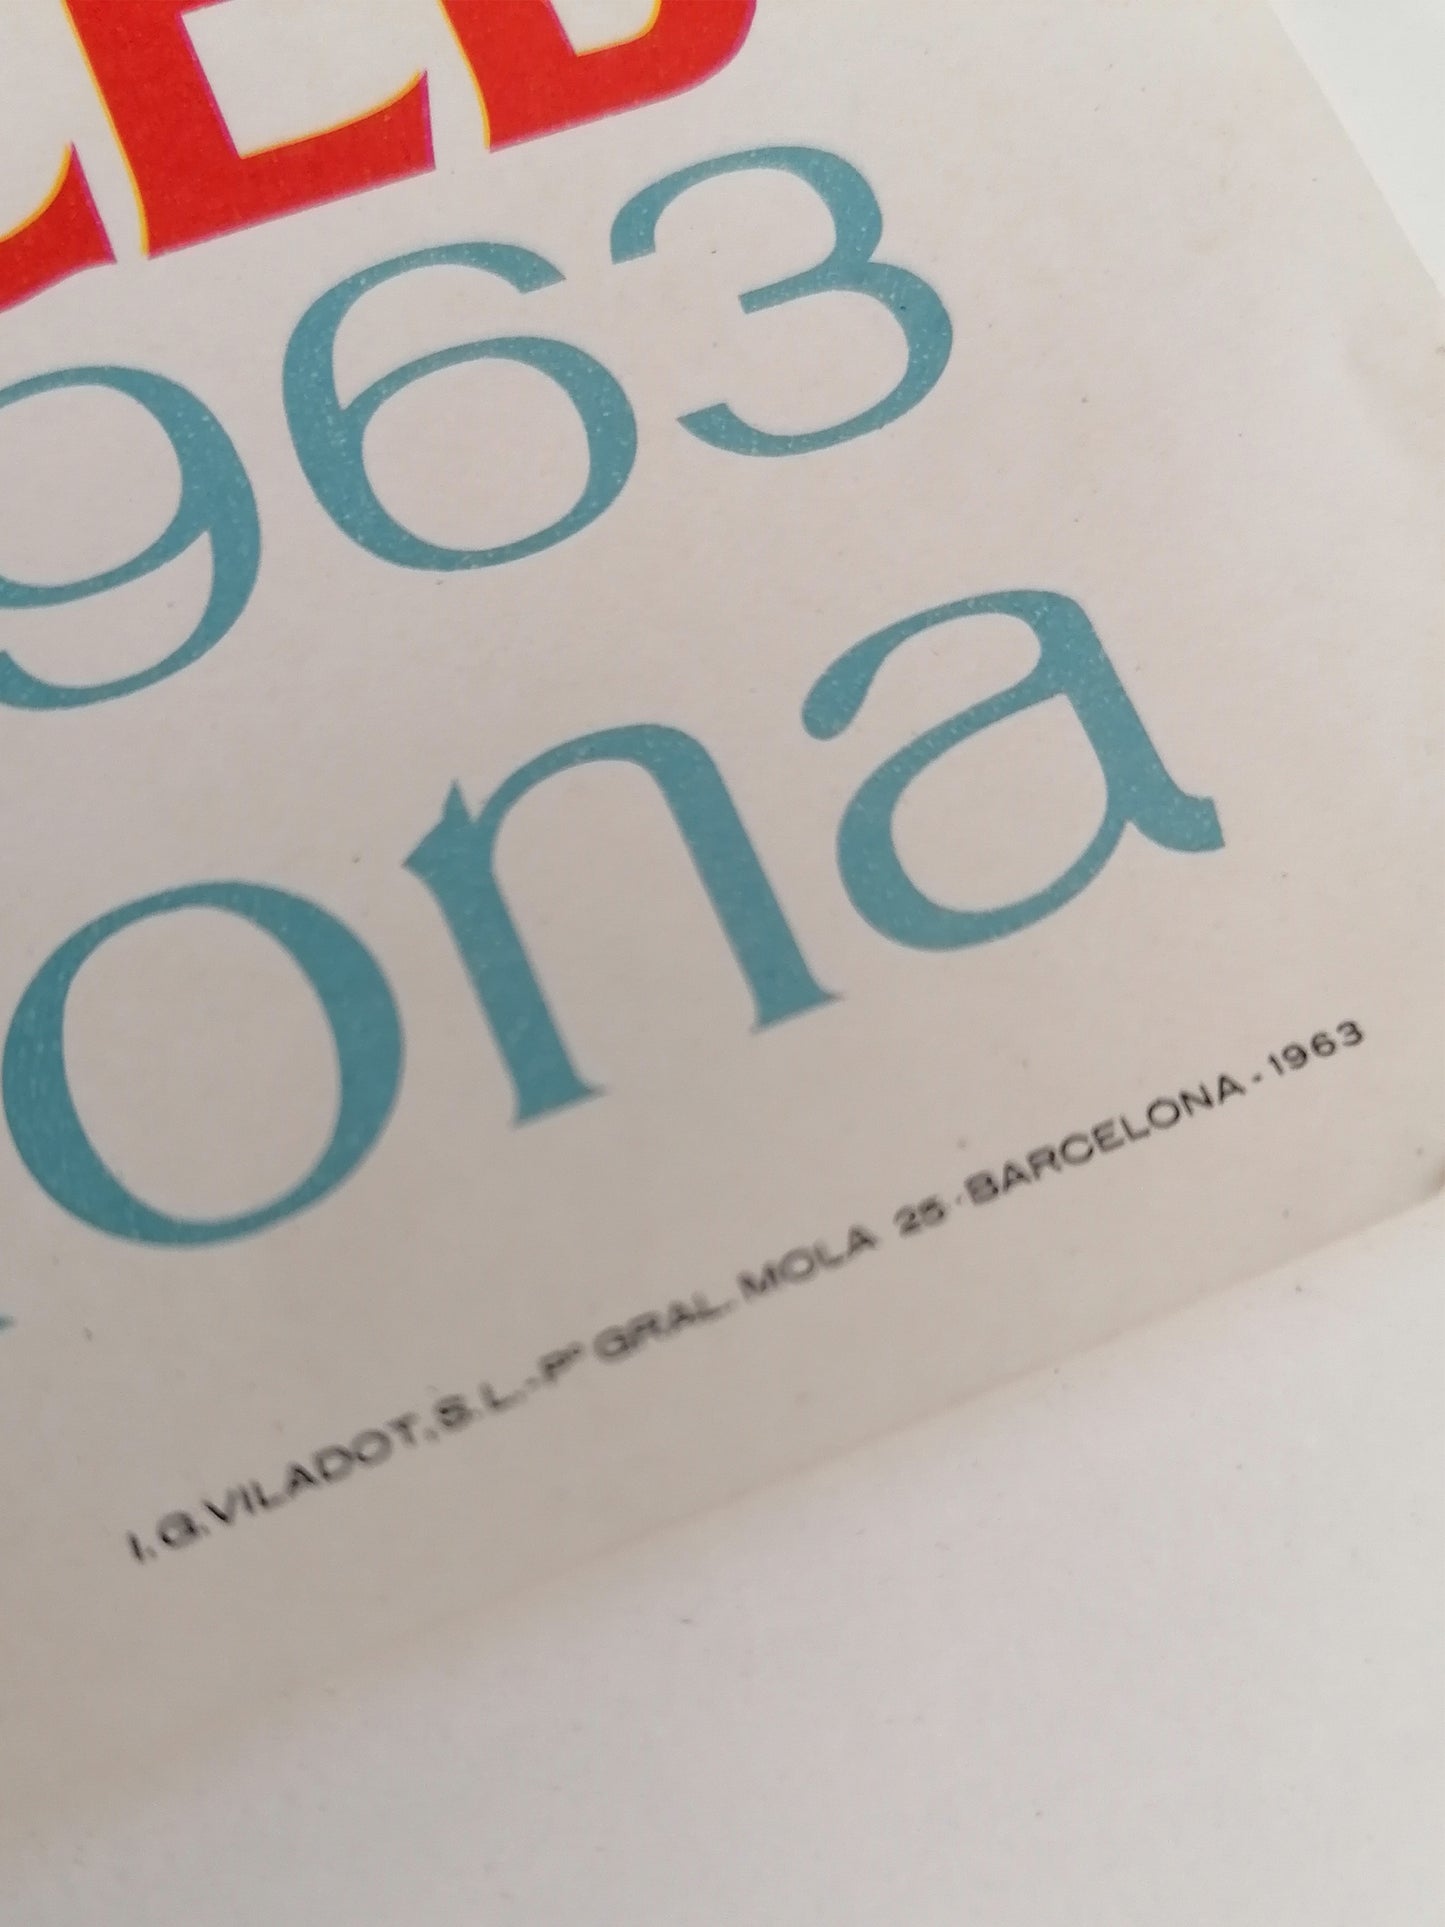 963
ona
I. G. VILADOT, S. L. - Pº GRAL. MOLA 25 - BARCELONA - 1963